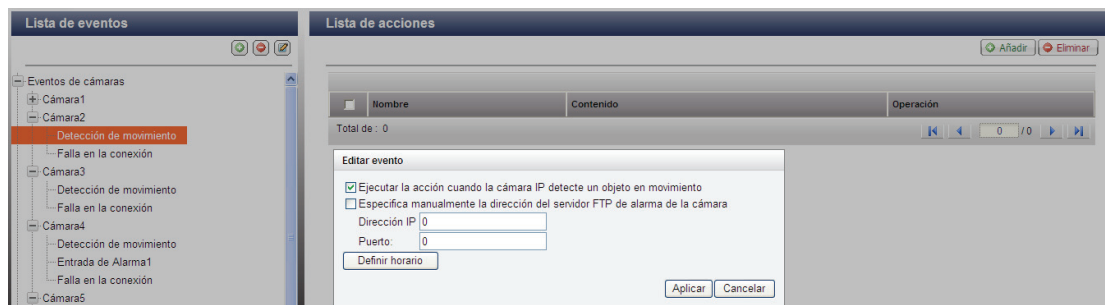 Lista de eventos
Lista de acciones
Añadir
Eliminar
Eventos de cámaras
Cámara1
Cámara2
Detección de movimiento
Falla en la conexión
Cámara3
Detección de movimiento
Falla en la conexión
Cámara4
Detección de movimiento
Entrada de Alarma1
Falla en la conexión
Cámara5
Nombre Contenido Operación
Total de : 0
0 / 0
Editar evento
Ejecutar la acción cuando la cámara IP detecte un objeto en movimiento
Especifica manualmente la dirección del servidor FTP de alarma de la cámara
Dirección IP 0
Puerto: 0
Definir horario
Aplicar Cancelar